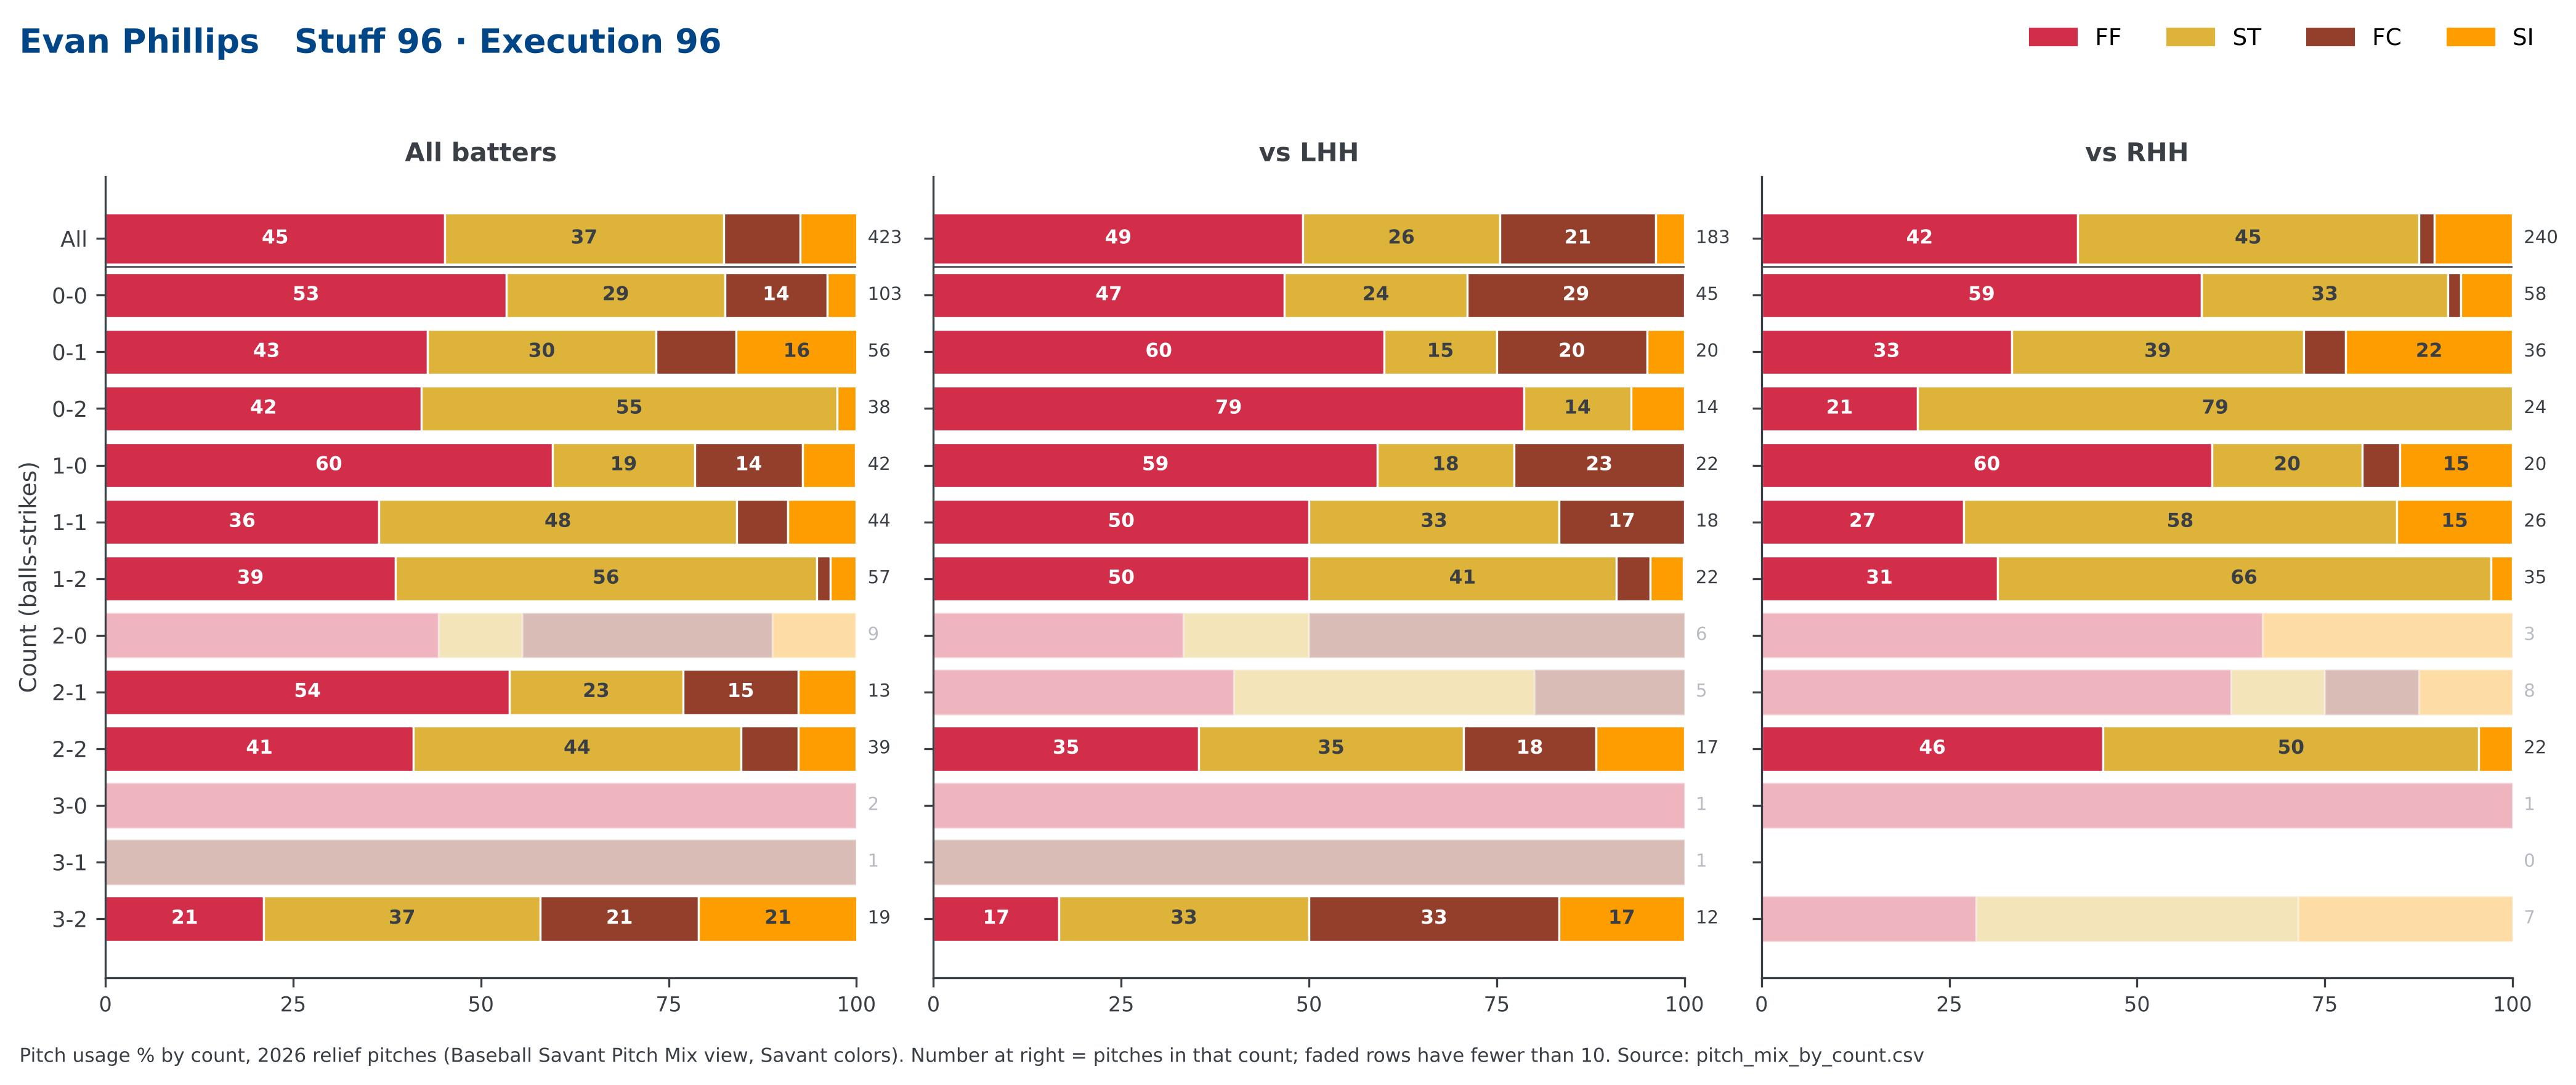 Evan Phillips   Stuff 96 · Execution 96
FF ST FC SI
All batters
vs LHH
vs RHH
Count (balls-strikes)
All 45 37 423 49 26 21 183 42 45 240
0-0 53 29 14 103 47 24 29 45 59 33 58
0-1 43 30 16 56 60 15 20 20 33 39 22 36
0-2 42 55 38 79 14 14 21 79 24
1-0 60 19 14 42 59 18 23 22 60 20 15 20
1-1 36 48 44 50 33 17 18 27 58 15 26
1-2 39 56 57 50 41 22 31 66 35
2-0 9 6 3
2-1 54 23 15 13 5 8
2-2 41 44 39 35 35 18 17 46 50 22
3-0 2 1 1
3-1 1 1 0
3-2 21 37 21 21 19 17 33 33 17 12 7
0 25 50 75 100 0 25 50 75 100 0 25 50 75 100
Pitch usage % by count, 2026 relief pitches (Baseball Savant Pitch Mix view, Savant colors). Number at right = pitches in that count; faded rows have fewer than 10. Source: pitch_mix_by_count.csv